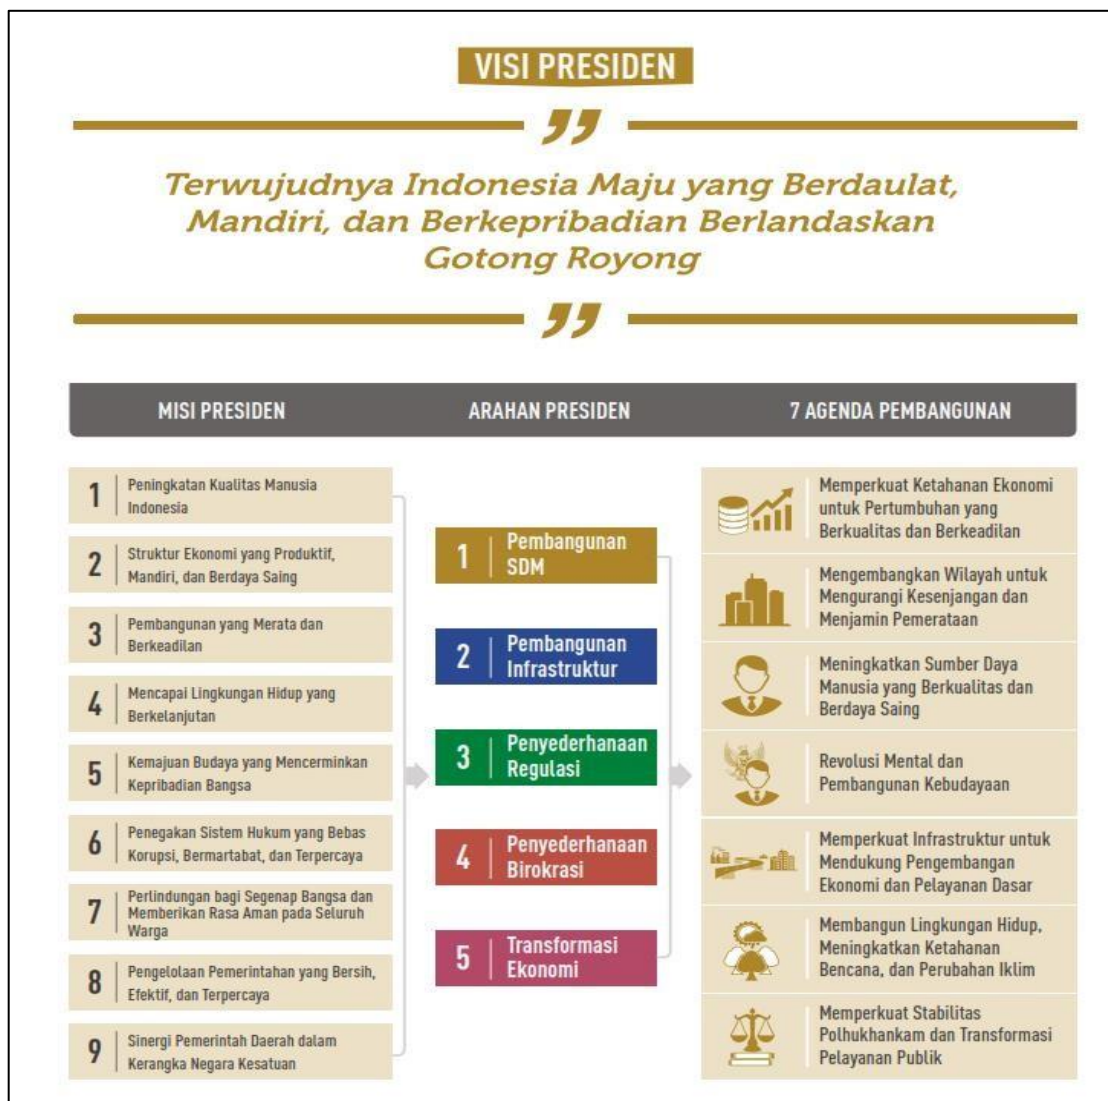 VISI PRESIDEN
”
Terwujudnya Indonesia Maju yang Berdaulat,
Mandiri, dan Berkepribadian Berlandaskan
Gotong Royong
”
MISI PRESIDEN
1
Peningkatan Kualitas Manusia
Indonesia
2
Struktur Ekonomi yang Produktif,
Mandiri, dan Berdaya Saing
3
Pembangunan yang Merata dan
Berkeadilan
4
Mencapai Lingkungan Hidup yang
Berkelanjutan
5
Kemajuan Budaya yang Mencerminkan
Kepribadian Bangsa
6
Penegakan Sistem Hukum yang Bebas
Korupsi, Bermartabat, dan Terpercaya
7
Perlindungan bagi Segenap Bangsa dan
Memberikan Rasa Aman pada Seluruh
Warga
8
Pengelolaan Pemerintahan yang Bersih,
Efektif, dan Terpercaya
9
Sinergi Pemerintah Daerah dalam
Kerangka Negara Kesatuan
ARAHAN PRESIDEN
1
Pembangunan
SDM
2
Pembangunan
Infrastruktur
3
Penyederhanaan
Regulasi
4
Penyederhanaan
Birokrasi
5
Transformasi
Ekonomi
7 AGENDA PEMBANGUNAN
Memperkuat Ketahanan Ekonomi
untuk Pertumbuhan yang
Berkualitas dan Berkeadilan
Mengembangkan Wilayah untuk
Mengurangi Kesenjangan dan
Menjamin Pemerataan
Meningkatkan Sumber Daya
Manusia yang Berkualitas dan
Berdaya Saing
Revolusi Mental dan
Pembangunan Kebudayaan
Memperkuat Infrastruktur untuk
Mendukung Pengembangan
Ekonomi dan Pelayanan Dasar
Membangun Lingkungan Hidup,
Meningkatkan Ketahanan
Bencana, dan Perubahan Iklim
Memperkuat Stabilitas
Polhukhankam dan Transformasi
Pelayanan Publik